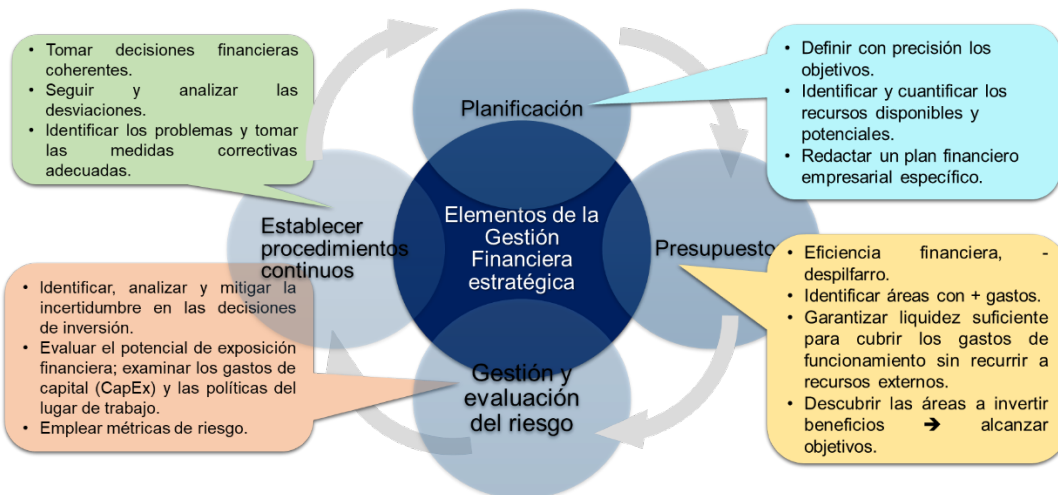 • Tomar decisiones financieras
coherentes.
• Seguir y analizar las
desviaciones.
• Identificar los problemas y tomar
las medidas correctivas
adecuadas.
Planificación
• Definir con precisión los
objetivos.
• Identificar y cuantificar los
recursos disponibles y
potenciales.
• Redactar un plan financiero
empresarial específico.
Establecer
procedimientos
continuos
Elementos de la
Gestión
Financiera
estratégica
Presupuesto
• Identificar, analizar y mitigar la
incertidumbre en las decisiones
de inversión.
• Evaluar el potencial de exposición
financiera; examinar los gastos de
capital (CapEx) y las políticas del
lugar de trabajo.
• Emplear métricas de riesgo.
Gestión y
evaluación
del riesgo
• Eficiencia financiera, -
despilfarro.
• Identificar áreas con + gastos.
• Garantizar liquidez suficiente
para cubrir los gastos de
funcionamiento sin recurrir a
recursos externos.
• Descubrir las áreas a invertir
beneficios ➔ alcanzar
objetivos.